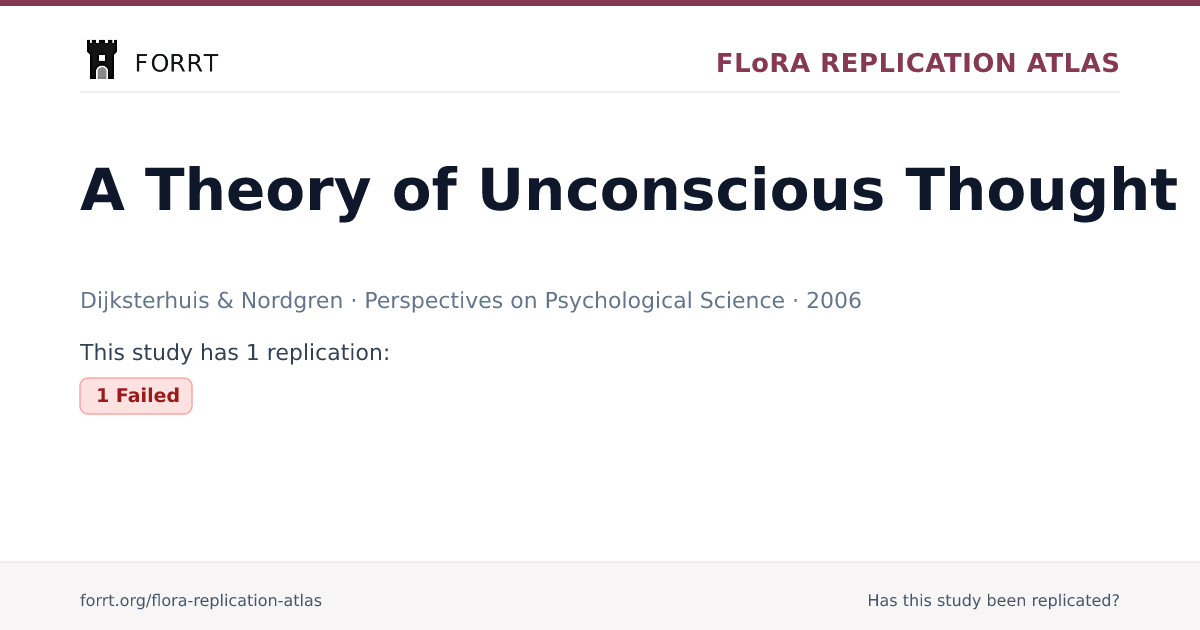 FORRT
FLoRA REPLICATION ATLAS
A Theory of Unconscious Thought
Dijksterhuis & Nordgren · Perspectives on Psychological Science · 2006
This study has 1 replication:
1 Failed
forrt.org/flora-replication-atlas
Has this study been replicated?